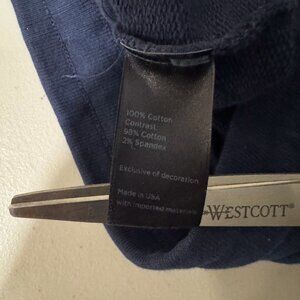 100% Cotton
Contrast
98% Cotton
2% Spandex
Exclusive of decoration
Made in USA
with imported materials
WESTCOTT®